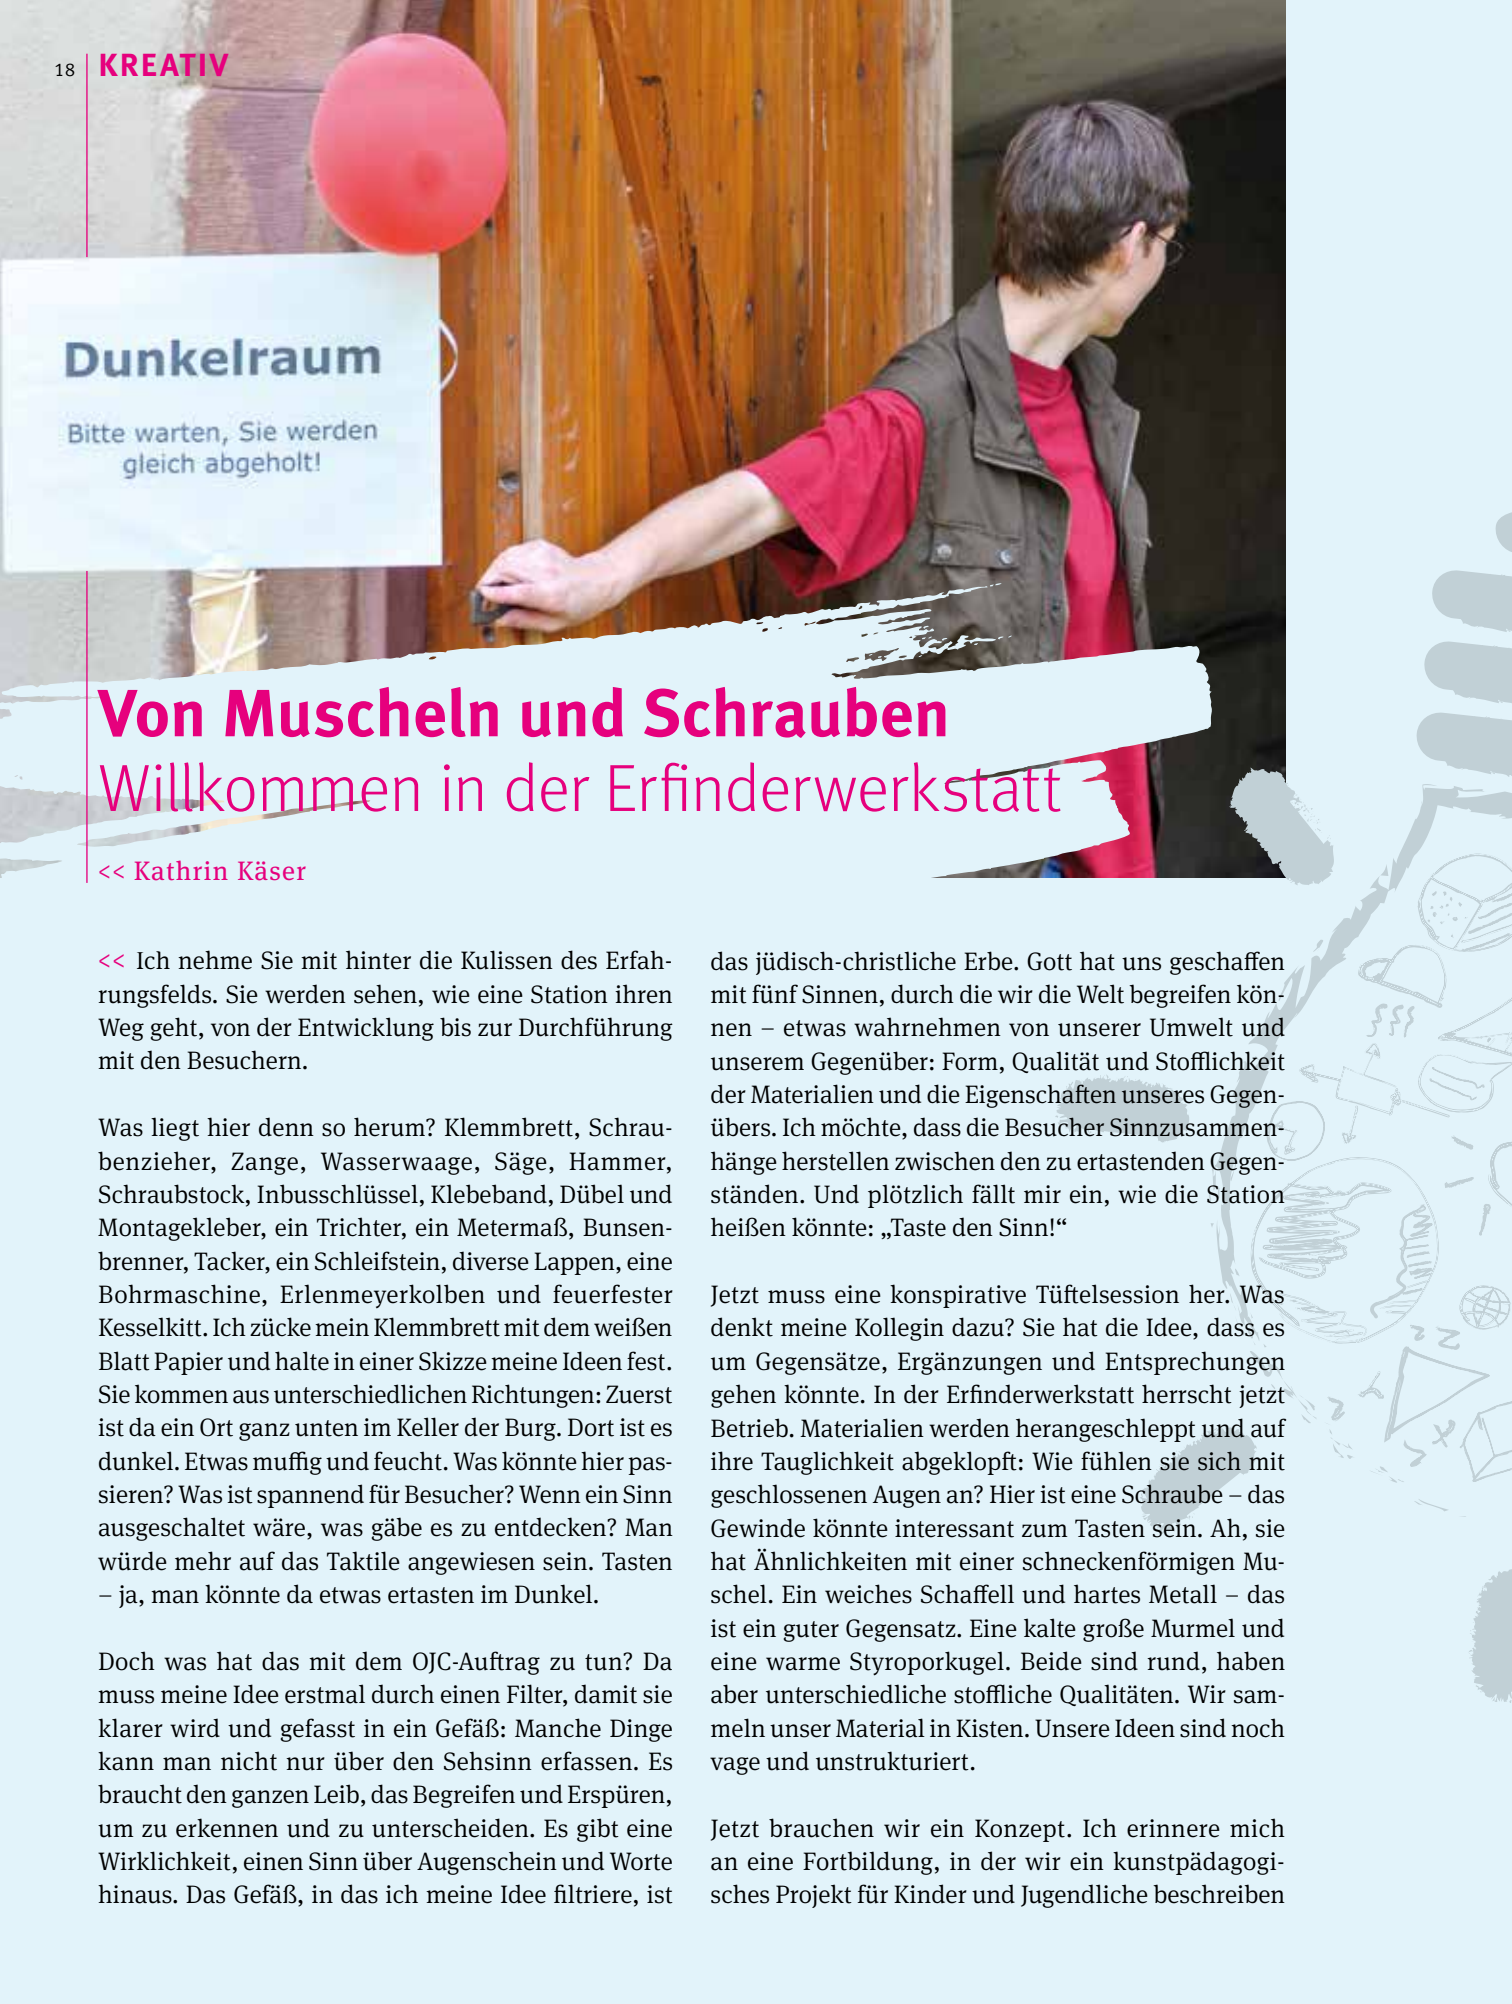 18 KREATIV
Dunkelraum
Bitte warten, Sie werden
gleich abgeholt!
Von Muscheln und Schrauben
Willkommen in der Erfinderwerkstatt
<< Kathrin Käser
<< Ich nehme Sie mit hinter die Kulissen des Erfah-
rungsfelds. Sie werden sehen, wie eine Station ihren
Weg geht, von der Entwicklung bis zur Durchführung
mit den Besuchern.
Was liegt hier denn so herum? Klemmbrett, Schrau-
benzieher, Zange, Wasserwaage, Säge, Hammer,
Schraubstock, Inbusschlüssel, Klebeband, Dübel und
Montagekleber, ein Trichter, ein Metermaß, Bunsen-
brenner, Tacker, ein Schleifstein, diverse Lappen, eine
Bohrmaschine, Erlenmeyerkolben und feuerfester
Kesselkitt. Ich zücke mein Klemmbrett mit dem weißen
Blatt Papier und halte in einer Skizze meine Ideen fest.
Sie kommen aus unterschiedlichen Richtungen: Zuerst
ist da ein Ort ganz unten im Keller der Burg. Dort ist es
dunkel. Etwas muffig und feucht. Was könnte hier pas-
sieren? Was ist spannend für Besucher? Wenn ein Sinn
ausgeschaltet wäre, was gäbe es zu entdecken? Man
würde mehr auf das Taktile angewiesen sein. Tasten
– ja, man könnte da etwas ertasten im Dunkel.
Doch was hat das mit dem OJC-Auftrag zu tun? Da
muss meine Idee erstmal durch einen Filter, damit sie
klarer wird und gefasst in ein Gefäß: Manche Dinge
kann man nicht nur über den Sehsinn erfassen. Es
braucht den ganzen Leib, das Begreifen und Erspüren,
um zu erkennen und zu unterscheiden. Es gibt eine
Wirklichkeit, einen Sinn über Augenschein und Worte
hinaus. Das Gefäß, in das ich meine Idee filtriere, ist
das jüdisch-christliche Erbe. Gott hat uns geschaffen
mit fünf Sinnen, durch die wir die Welt begreifen kön-
nen – etwas wahrnehmen von unserer Umwelt und
unserem Gegenüber: Form, Qualität und Stofflichkeit
der Materialien und die Eigenschaften unseres Gegen-
übers. Ich möchte, dass die Besucher Sinnzusammen-
hänge herstellen zwischen den zu ertastenden Gegen-
ständen. Und plötzlich fällt mir ein, wie die Station
heißen könnte: „Taste den Sinn!“
Jetzt muss eine konspirative Tüftelsession her. Was
denkt meine Kollegin dazu? Sie hat die Idee, dass es
um Gegensätze, Ergänzungen und Entsprechungen
gehen könnte. In der Erfinderwerkstatt herrscht jetzt
Betrieb. Materialien werden herangeschleppt und auf
ihre Tauglichkeit abgeklopft: Wie fühlen sie sich mit
geschlossenen Augen an? Hier ist eine Schraube – das
Gewinde könnte interessant zum Tasten sein. Ah, sie
hat Ähnlichkeiten mit einer schneckenförmigen Mu-
schel. Ein weiches Schaffell und hartes Metall – das
ist ein guter Gegensatz. Eine kalte große Murmel und
eine warme Styroporkugel. Beide sind rund, haben
aber unterschiedliche stoffliche Qualitäten. Wir sam-
meln unser Material in Kisten. Unsere Ideen sind noch
vage und unstrukturiert.
Jetzt brauchen wir ein Konzept. Ich erinnere mich
an eine Fortbildung, in der wir ein kunstpädagogi-
sches Projekt für Kinder und Jugendliche beschreiben